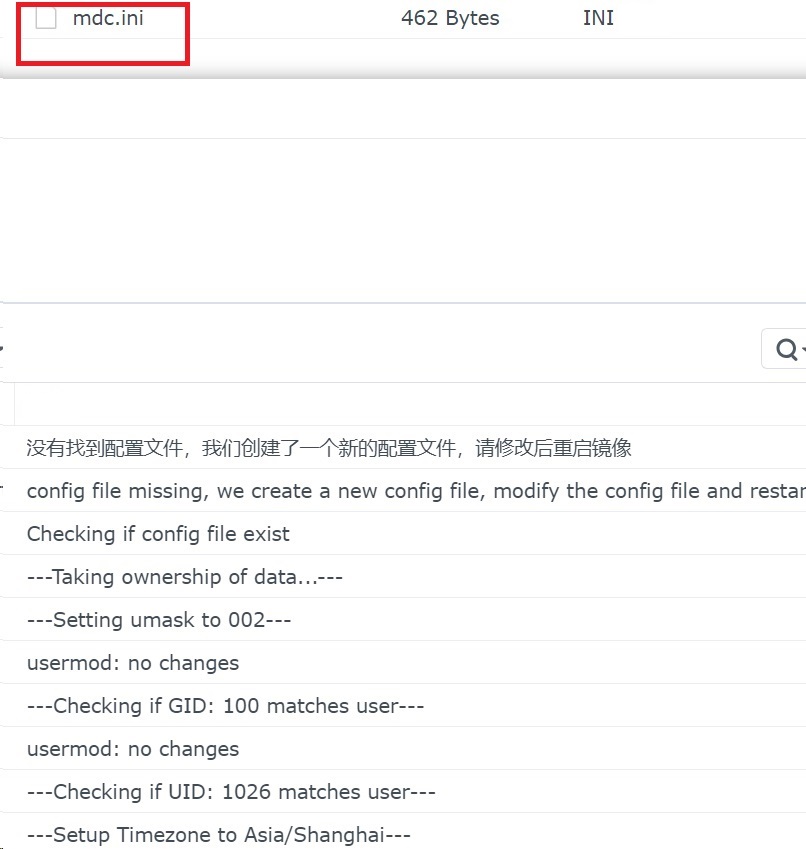 mdc.ini 462 Bytes INI
没有找到配置文件，我们创建了一个新的配置文件，请修改后重启镜像
config file missing, we create a new config file, modify the config file and restar
Checking if config file exist
---Taking ownership of data...---
---Setting umask to 002---
usermod: no changes
---Checking if GID: 100 matches user---
usermod: no changes
---Checking if UID: 1026 matches user---
---Setup Timezone to Asia/Shanghai---